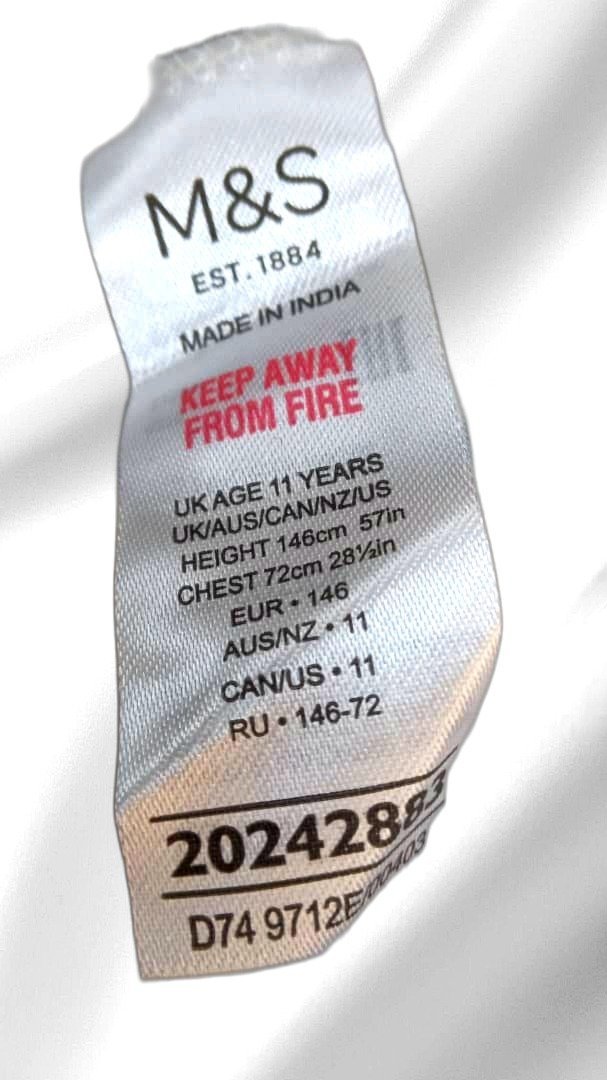 M&S
EST. 1884
MADE IN INDIA
KEEP AWAY
FROM FIRE
UK AGE 11 YEARS
UK/AUS/CAN/NZ/US
HEIGHT 146cm 57in
CHEST 72cm 28½in
EUR • 146
AUS/NZ • 11
CAN/US • 11
RU • 146-72
20242883
D74 9712E/00403